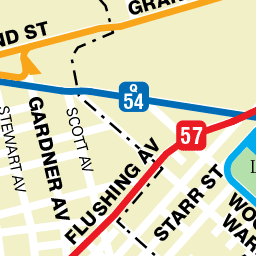 GRAN
ND ST
Q
54
57
STEWART AV
GARDNER AV
SCOTT AV
FLUSHING AV
STARR ST
L
WO
WAR